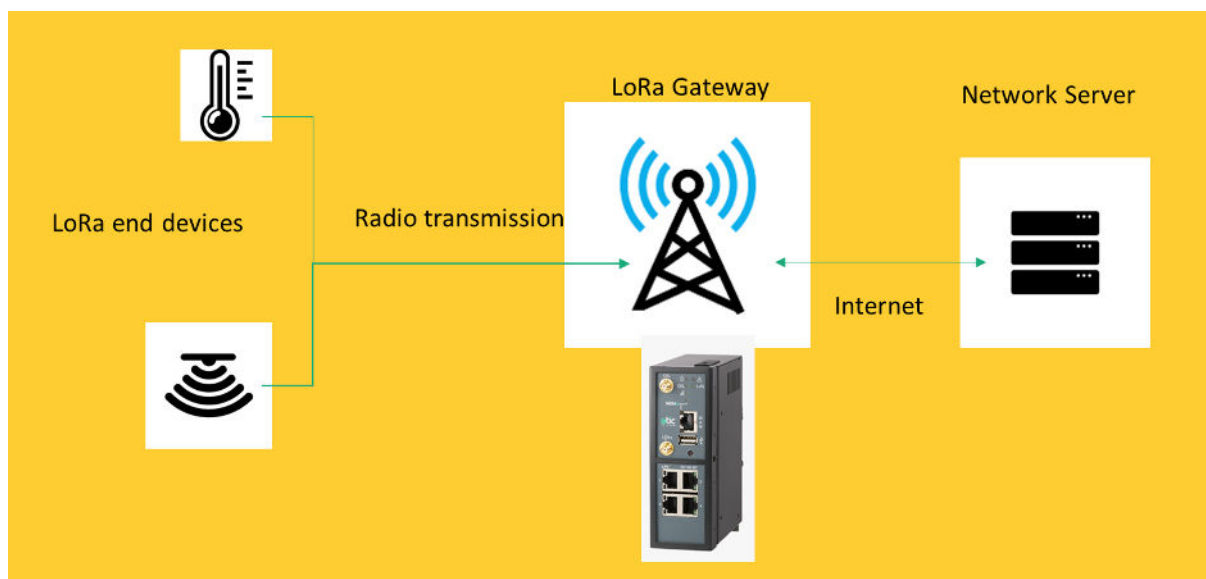 LoRa Gateway
Network Server
LoRa end devices
Radio transmission
Internet